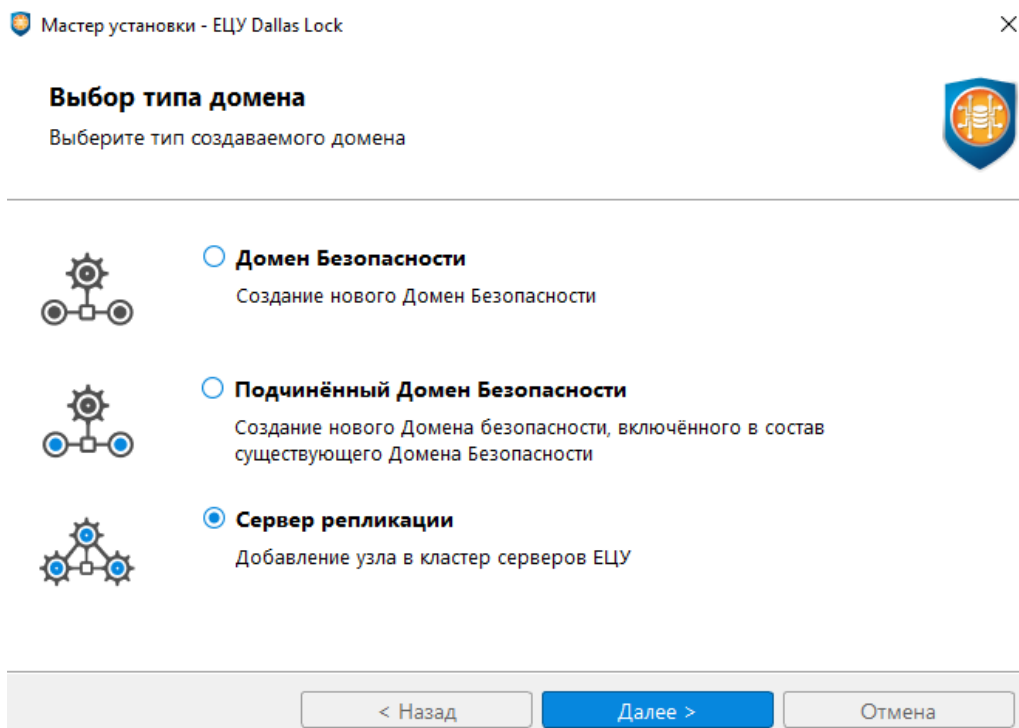 Мастер установки - ЕЦУ Dallas Lock
Выбор типа домена
Выберите тип создаваемого домена
Домен Безопасности
Создание нового Домен Безопасности
Подчинённый Домен Безопасности
Создание нового Домена безопасности, включённого в состав
существующего Домена Безопасности
Сервер репликации
Добавление узла в кластер серверов ЕЦУ
< Назад
Далее >
Отмена